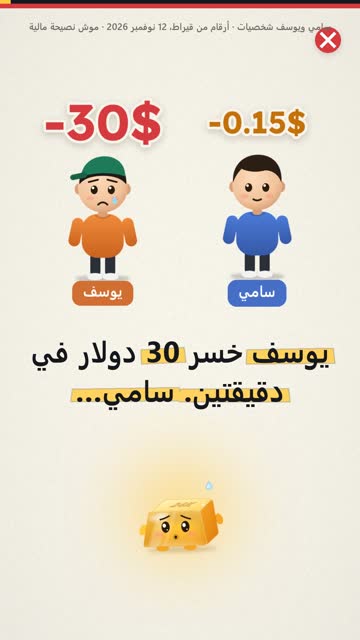 سامي ويوسف شخصيات · أرقام من قيراط، 12 نوفمبر 2026 · موش نصيحة مالية
-30$
-0.15$
يوسف
سامي
يوسف خسر 30 دولار في
دقيقتين. سامي...